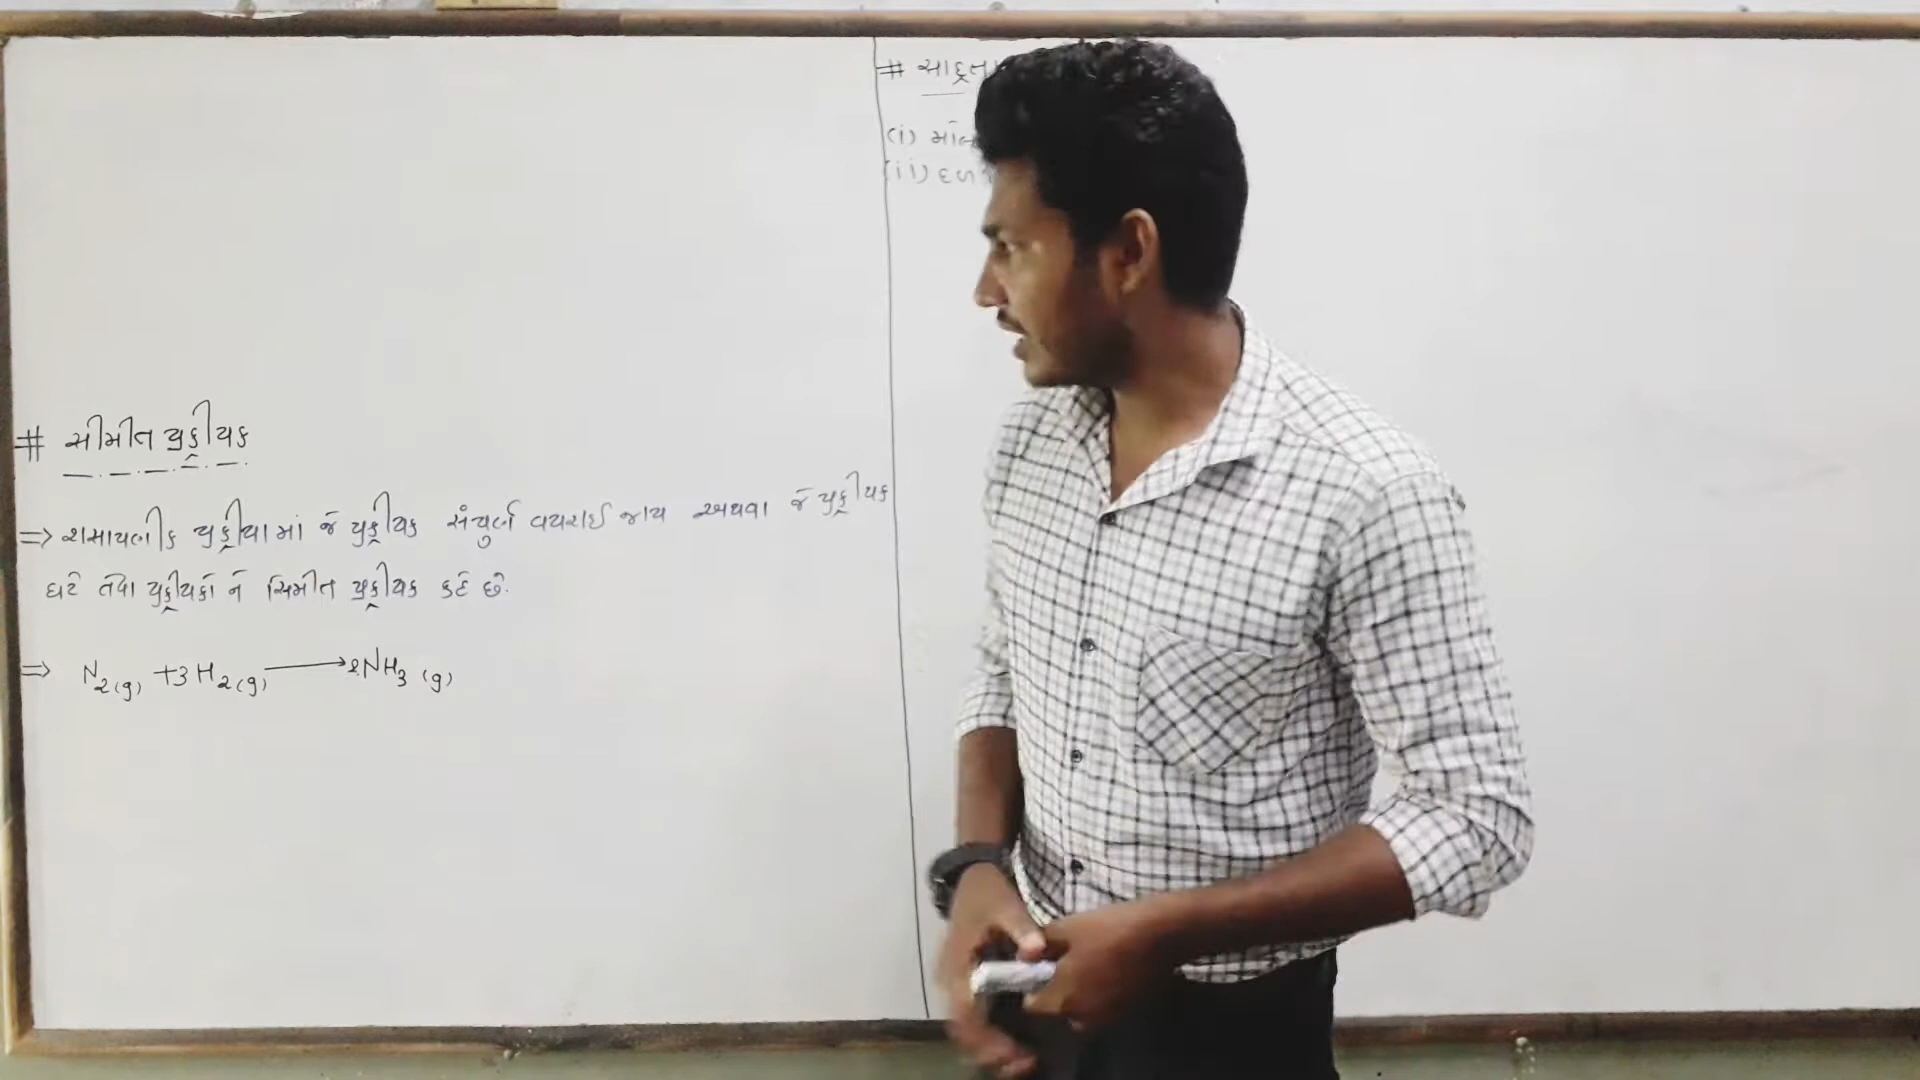 # સીમીત પ્રક્રીયક
⇒ રાસાયણીક પ્રક્રીયા માં જે પ્રક્રીયક સંપુર્ણ વપરાઈ જાય અથવા જે પ્રક્રીયક
ઘટે તેવા પ્રક્રીયકો ને સિમીત પ્રક્રીયક કહે છે.
⇒ N2(g) +3H2(g) ⟶ 2NH3 (g)
#
(i)
(ii)